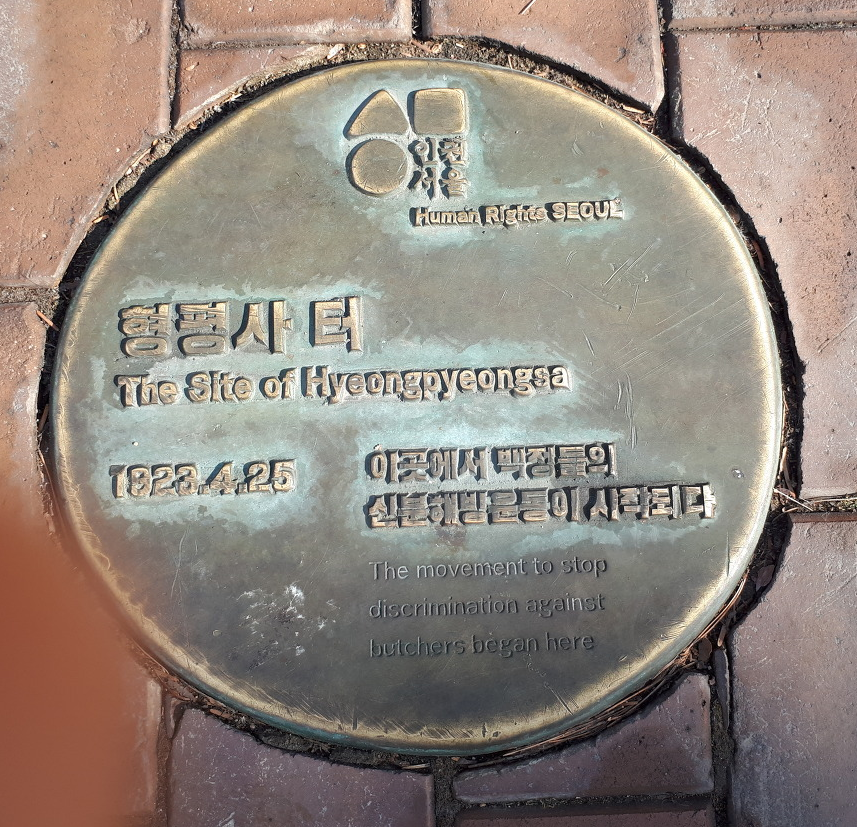 인권
서울
Human Rights SEOUL
형평사 터
The Site of Hyeongpyeongsa
1923.4.25
이곳에서 백정들의
신분해방운동이 시작되다
The movement to stop
discrimination against
butchers began here